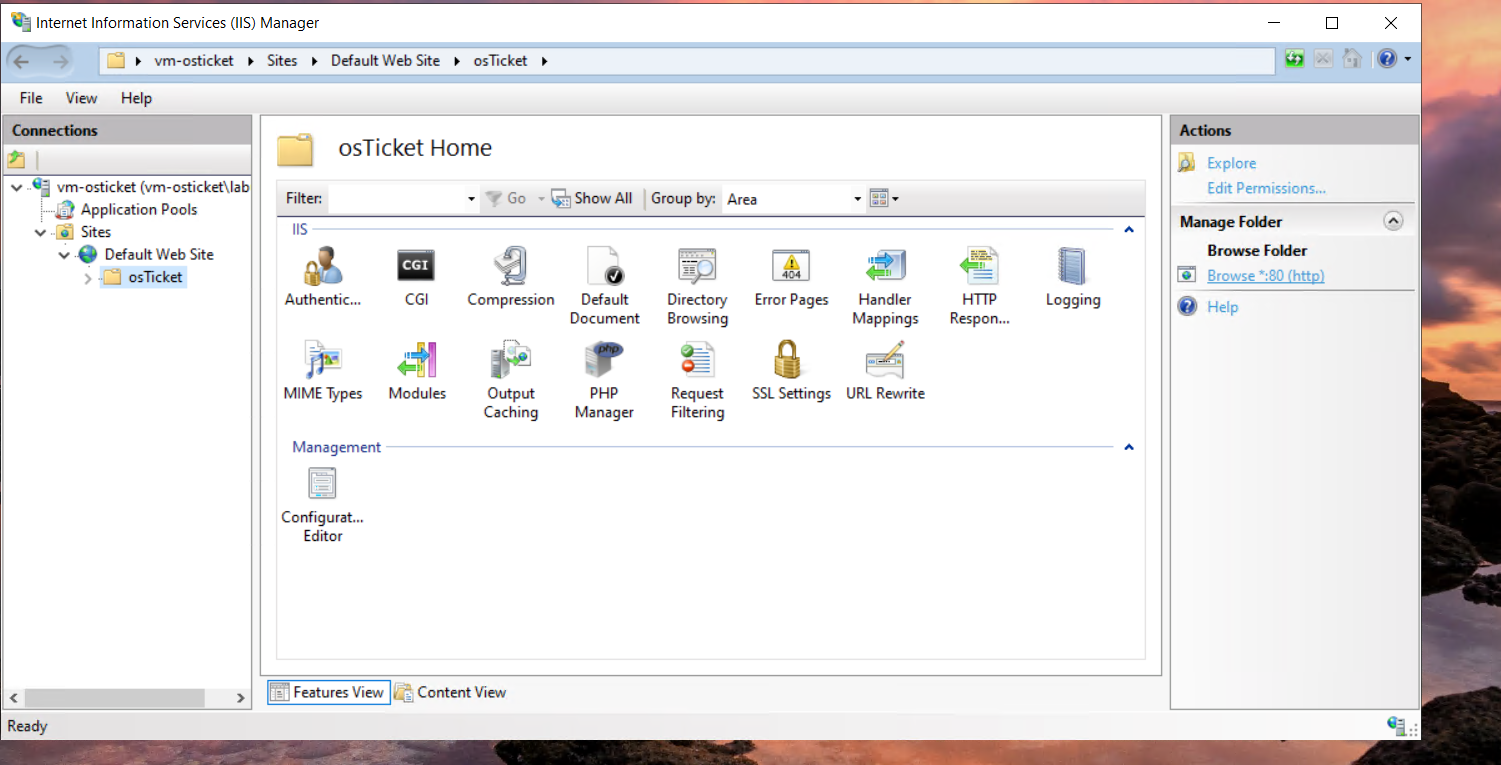 Internet Information Services (IIS) Manager
vm-osticket Sites Default Web Site osTicket
File View Help
Connections
vm-osticket (vm-osticket\lab
Application Pools
Sites
Default Web Site
osTicket
osTicket Home
Filter: Go Show All Group by: Area
IIS
Authentic... CGI Compression Default Document Directory Browsing Error Pages Handler Mappings HTTP Respon... Logging
CGI
404
MIME Types Modules Output Caching PHP Manager Request Filtering SSL Settings URL Rewrite
php
Management
Configurat... Editor
Features View Content View
Actions
Explore
Edit Permissions...
Manage Folder
Browse Folder
Browse *:80 (http)
Help
Ready